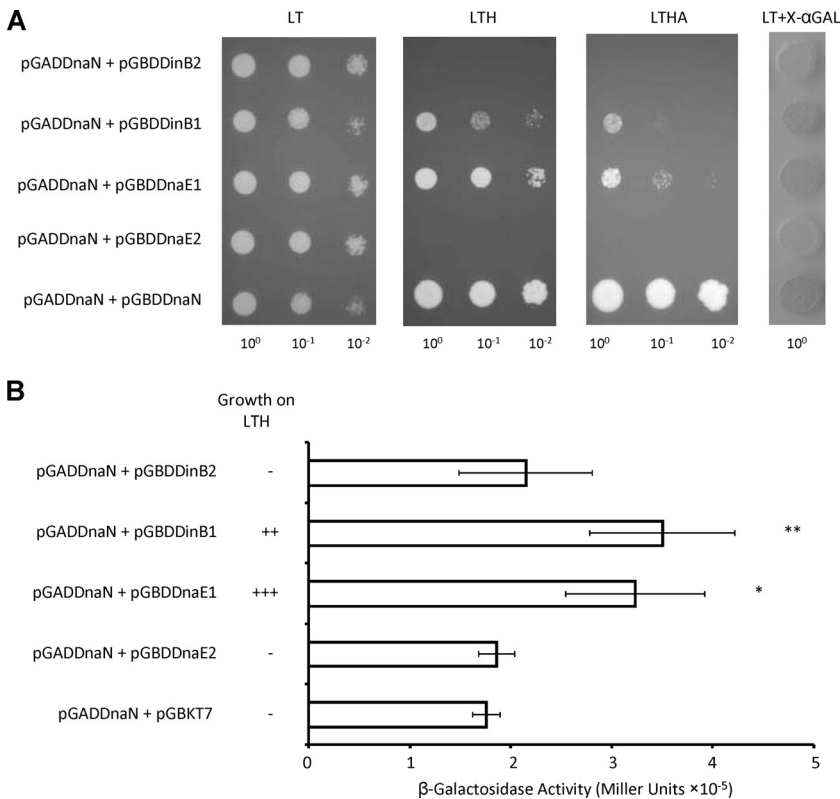 A
LT LTH LTHA LT+X-αGAL
pGADDnaN + pGBDDinB2
pGADDnaN + pGBDDinB1
pGADDnaN + pGBDDnaE1
pGADDnaN + pGBDDnaE2
pGADDnaN + pGBDDnaN
10⁰ 10⁻¹ 10⁻² 10⁰ 10⁻¹ 10⁻² 10⁰ 10⁻¹ 10⁻² 10⁰
B
Growth on
LTH
pGADDnaN + pGBDDinB2 -
pGADDnaN + pGBDDinB1 ++ **
pGADDnaN + pGBDDnaE1 +++ *
pGADDnaN + pGBDDnaE2 -
pGADDnaN + pGBKT7 -
0 1 2 3 4 5
β-Galactosidase Activity (Miller Units ×10⁻⁵)